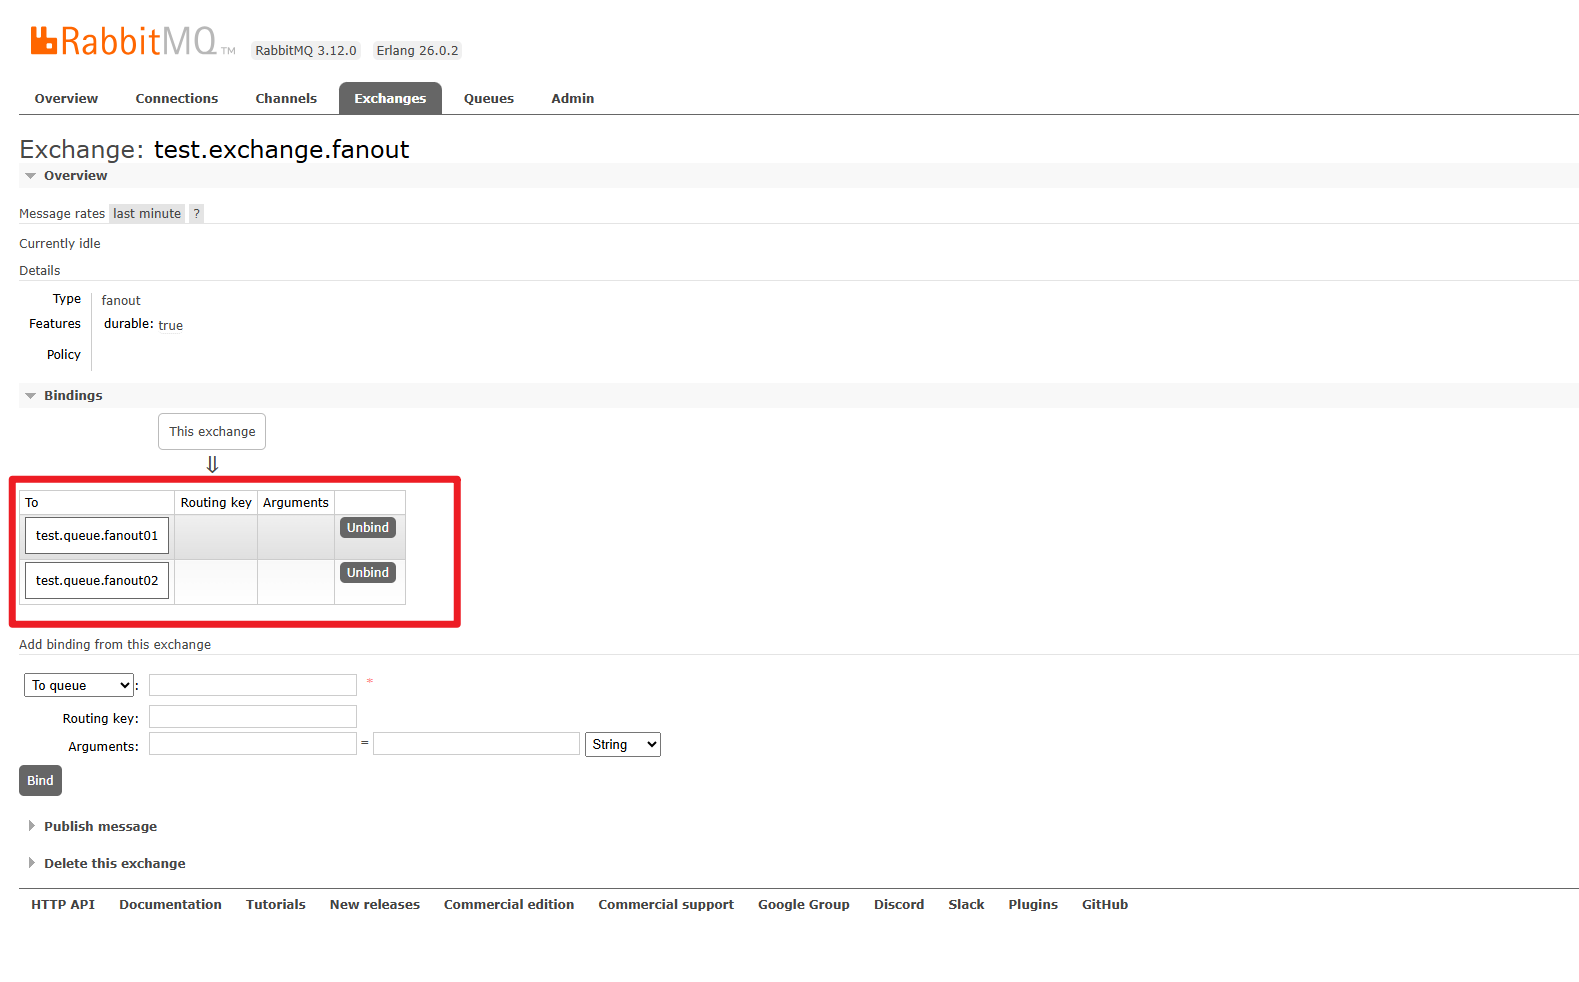 RabbitMQ TM RabbitMQ 3.12.0 Erlang 26.0.2
Overview Connections Channels Exchanges Queues Admin
Exchange: test.exchange.fanout
Overview
Message rates last minute ?
Currently idle
Details
Type fanout
Features durable: true
Policy
Bindings
This exchange
⇓
To Routing key Arguments
test.queue.fanout01 Unbind
test.queue.fanout02 Unbind
Add binding from this exchange
To queue : *
Routing key:
Arguments: = String
Bind
Publish message
Delete this exchange
HTTP API Documentation Tutorials New releases Commercial edition Commercial support Google Group Discord Slack Plugins GitHub